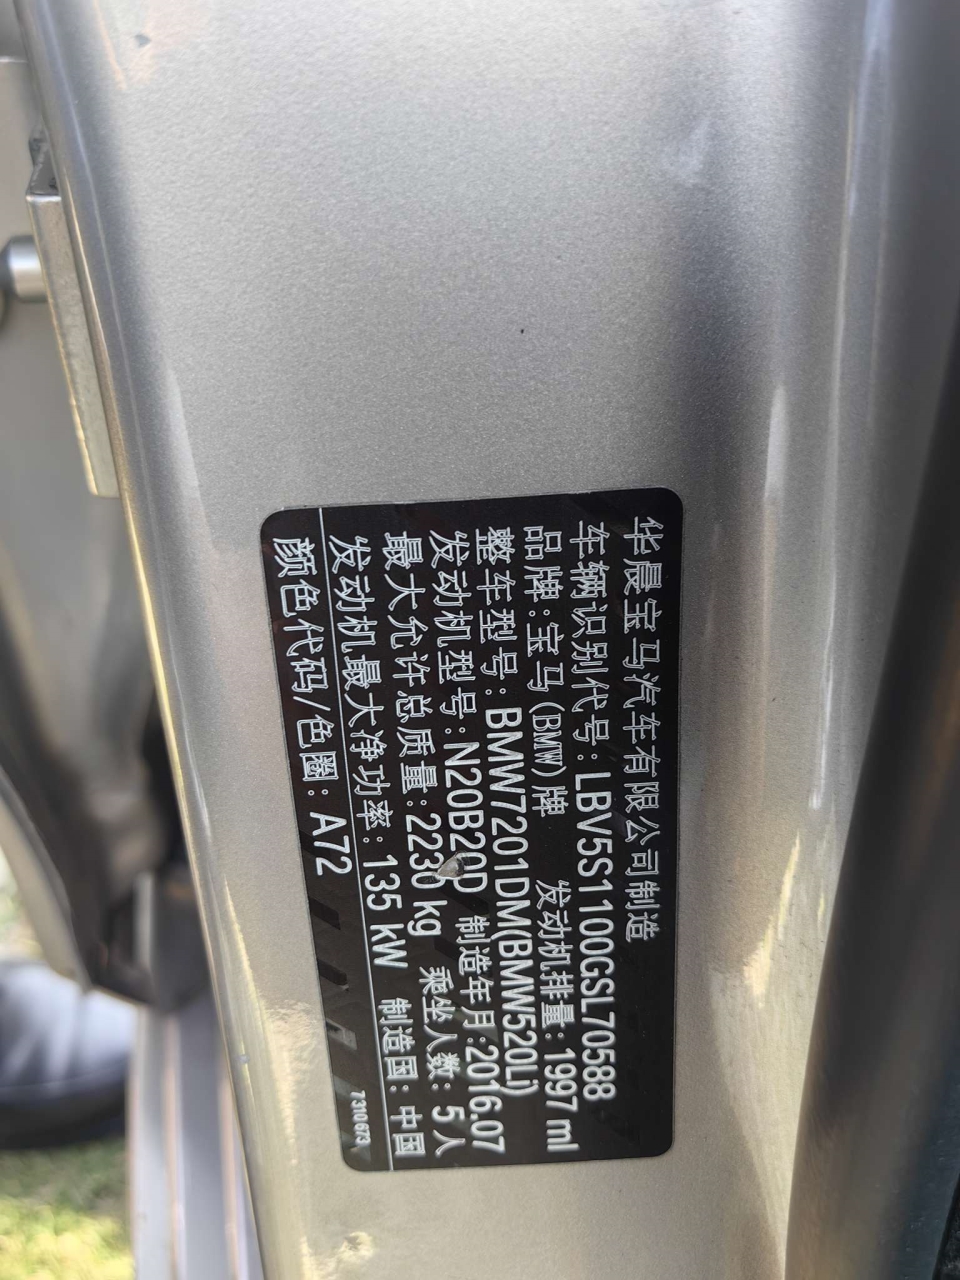 华晨宝马汽车有限公司制造
车辆识别代号：LBV5S1100GSL70588
品牌：宝马(BMW)牌 发动机排量：1997 ml
整车型号：BMW7201DM(BMW520Li)
发动机型号：N20B20D 制造年月：2016.07
最大允许总质量：2230 kg 乘坐人数：5人
发动机最大净功率：135 kW 制造国：中国
颜色代码/色圈：A72 7310673